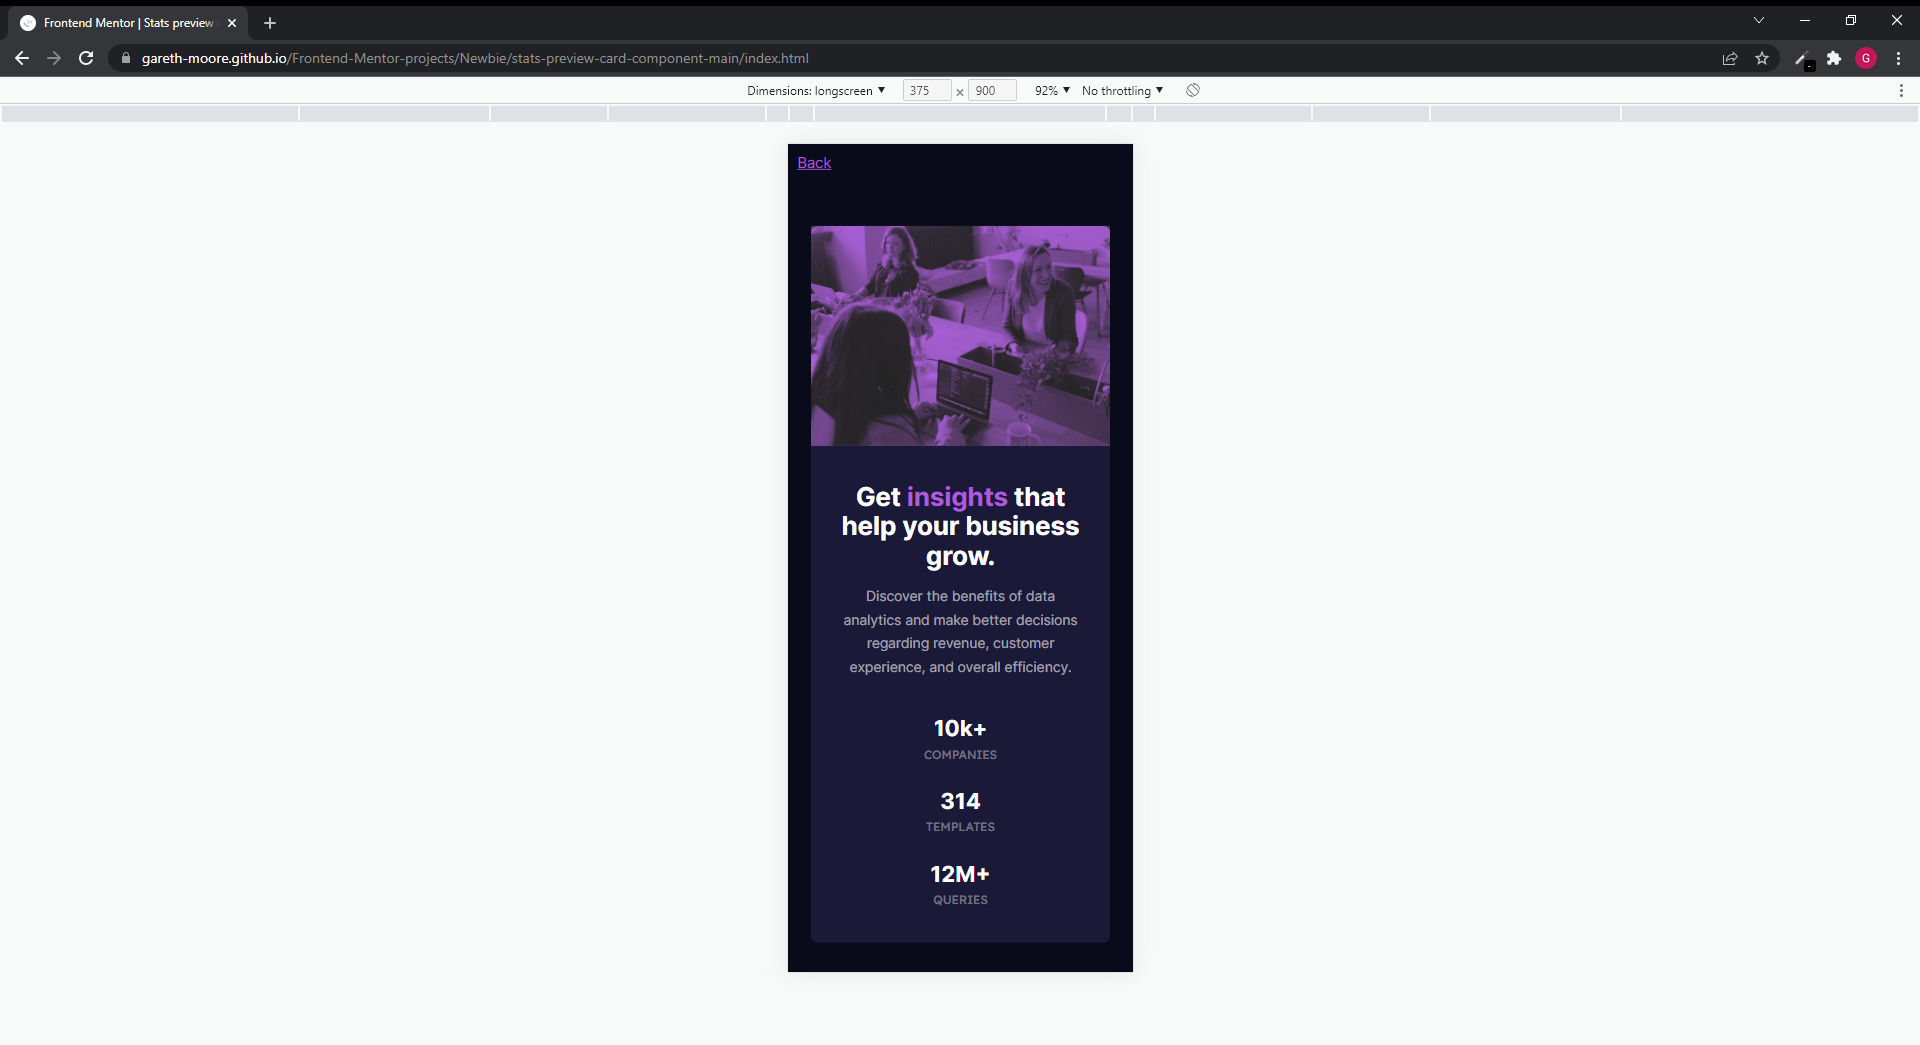 Frontend Mentor | Stats preview
gareth-moore.github.io/Frontend-Mentor-projects/Newbie/stats-preview-card-component-main/index.html
G
Dimensions: longscreen ▼ 375 × 900 92% ▼ No throttling ▼
Back
Get insights that
help your business
grow.
Discover the benefits of data
analytics and make better decisions
regarding revenue, customer
experience, and overall efficiency.
10k+
COMPANIES
314
TEMPLATES
12M+
QUERIES